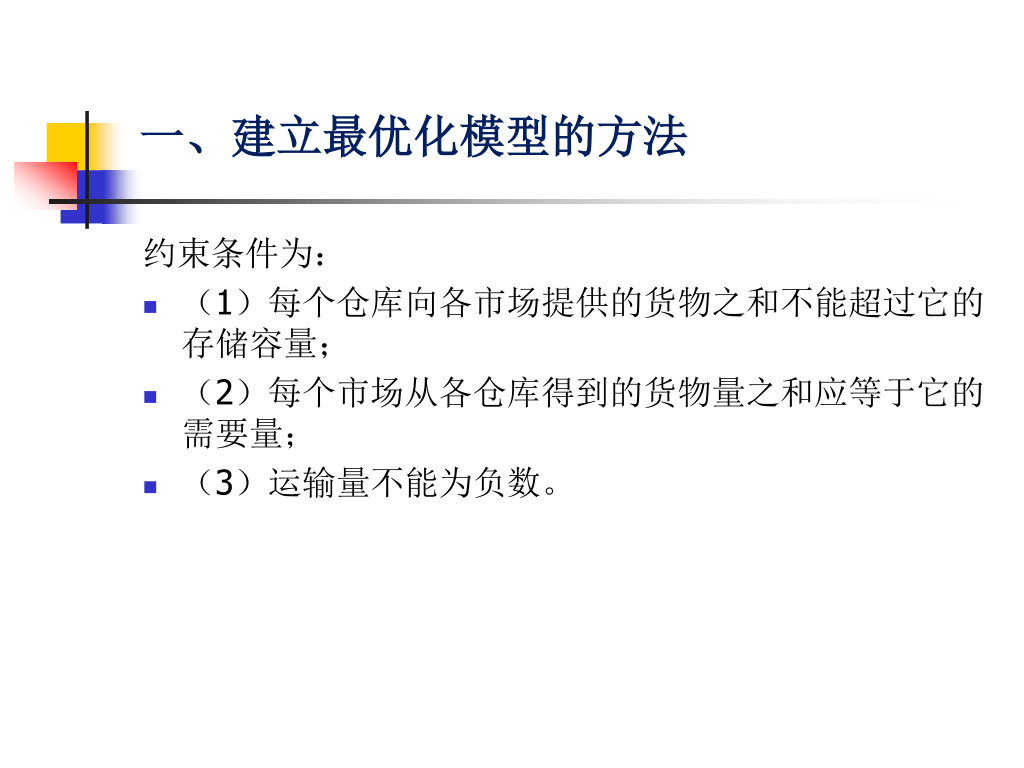 一、建立最优化模型的方法
约束条件为：
（1）每个仓库向各市场提供的货物之和不能超过它的
存储容量；
（2）每个市场从各仓库得到的货物量之和应等于它的
需要量；
（3）运输量不能为负数。